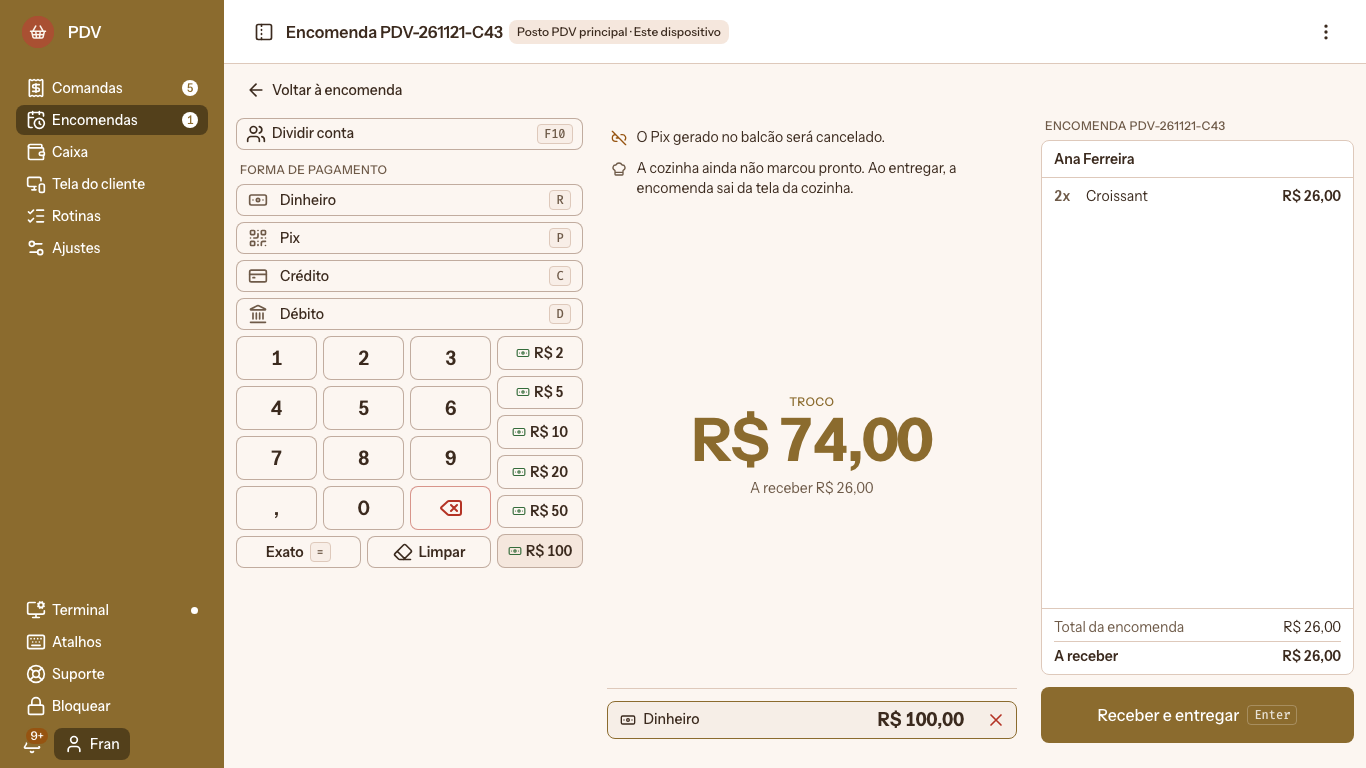 PDV
Comandas 5
Encomendas 1
Caixa
Tela do cliente
Rotinas
Ajustes
Terminal
Atalhos
Suporte
Bloquear
9+
Fran
Encomenda PDV-261121-C43
Posto PDV principal · Este dispositivo
Voltar à encomenda
Dividir conta F10
FORMA DE PAGAMENTO
Dinheiro R
Pix P
Crédito C
Débito D
1 2 3
4 5 6
7 8 9
, 0
Exato =
Limpar
R$ 2
R$ 5
R$ 10
R$ 20
R$ 50
R$ 100
O Pix gerado no balcão será cancelado.
A cozinha ainda não marcou pronto. Ao entregar, a
encomenda sai da tela da cozinha.
TROCO
R$ 74,00
A receber R$ 26,00
Dinheiro R$ 100,00
ENCOMENDA PDV-261121-C43
Ana Ferreira
2x Croissant R$ 26,00
Total da encomenda R$ 26,00
A receber R$ 26,00
Receber e entregar Enter